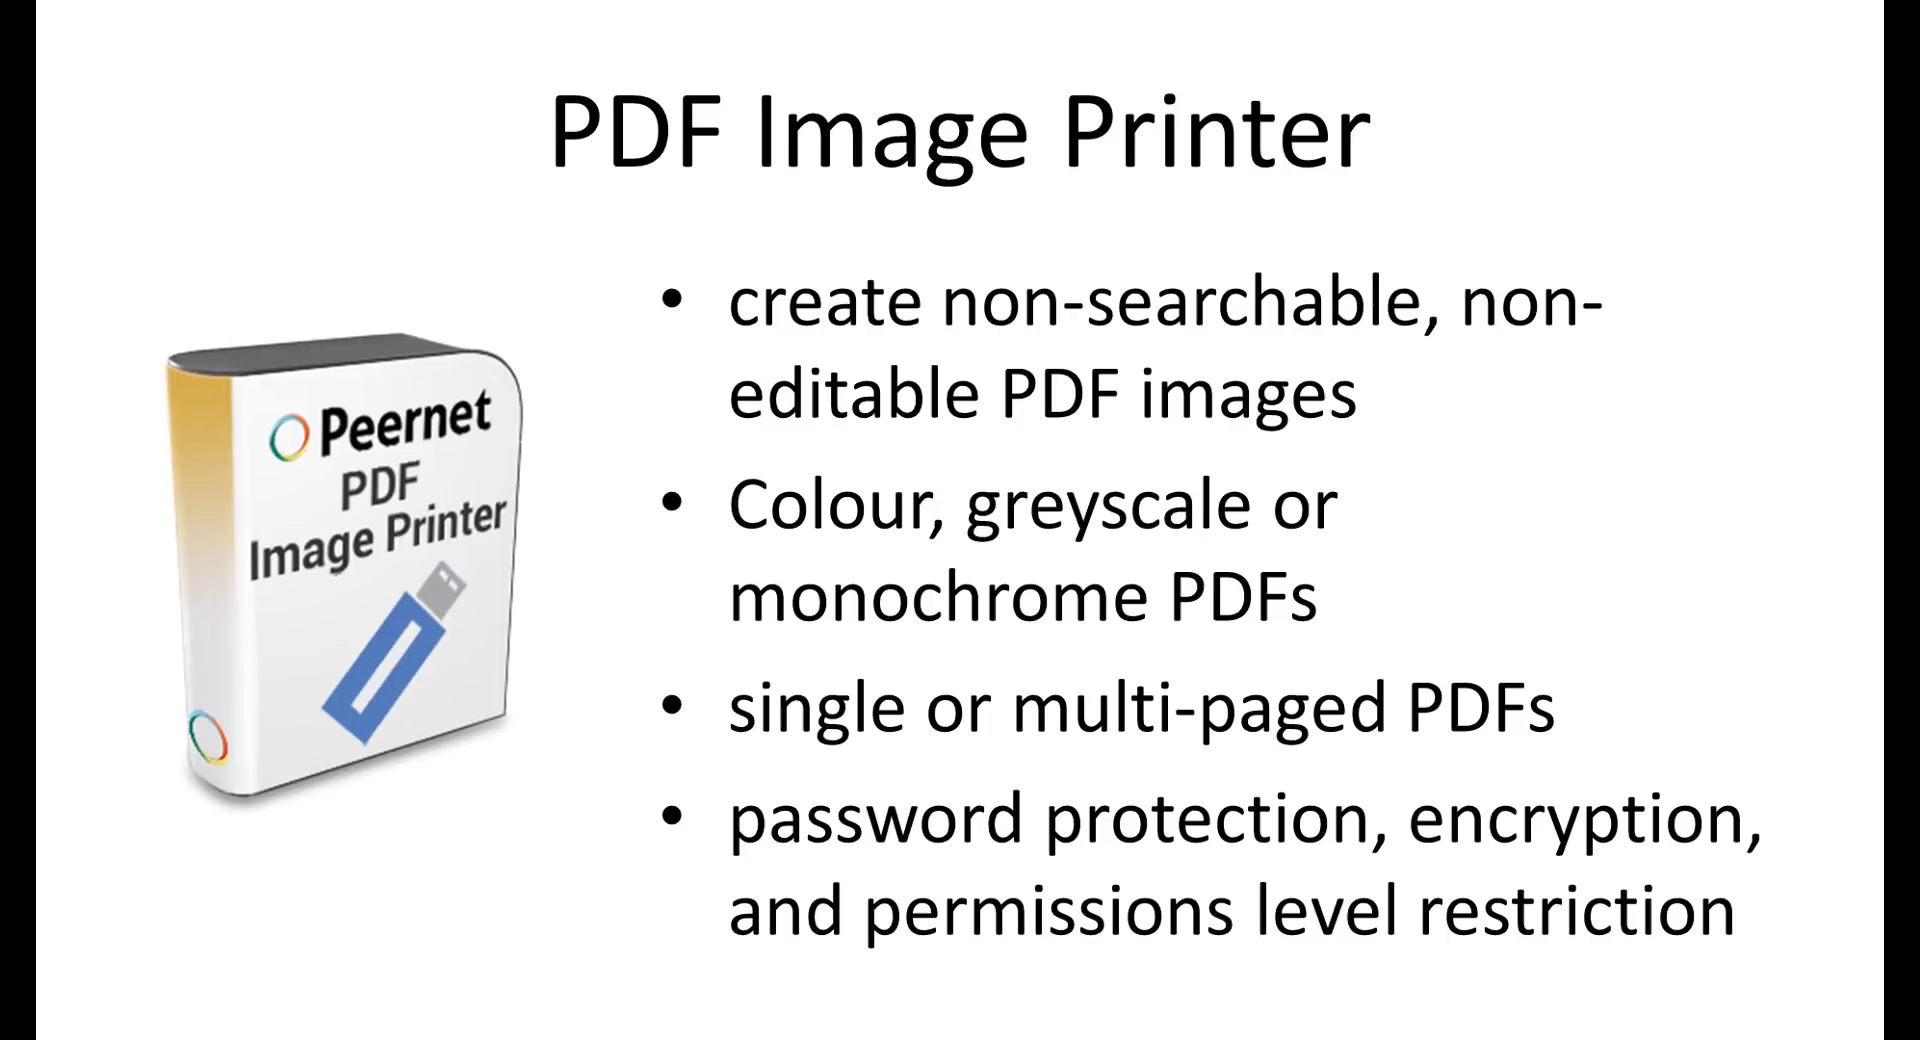 PDF Image Printer
Peernet
PDF
Image Printer
• create non-searchable, non-
editable PDF images
• Colour, greyscale or
monochrome PDFs
• single or multi-paged PDFs
• password protection, encryption,
and permissions level restriction